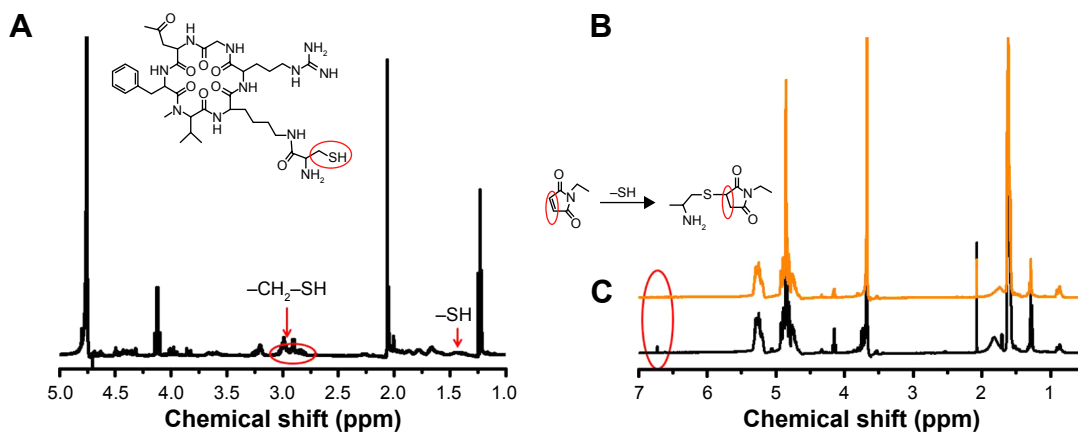 A
O
NH
NH
NH₂
O
O
O
N
H
NH
HN
O
NH
O
O
O
N
NH
NH
O
SH
NH₂
–CH₂–SH
–SH
5.0 4.5 4.0 3.5 3.0 2.5 2.0 1.5 1.0
Chemical shift (ppm)
B
O
N
O
–SH
S
O
N
O
NH₂
C
7 6 5 4 3 2 1
Chemical shift (ppm)